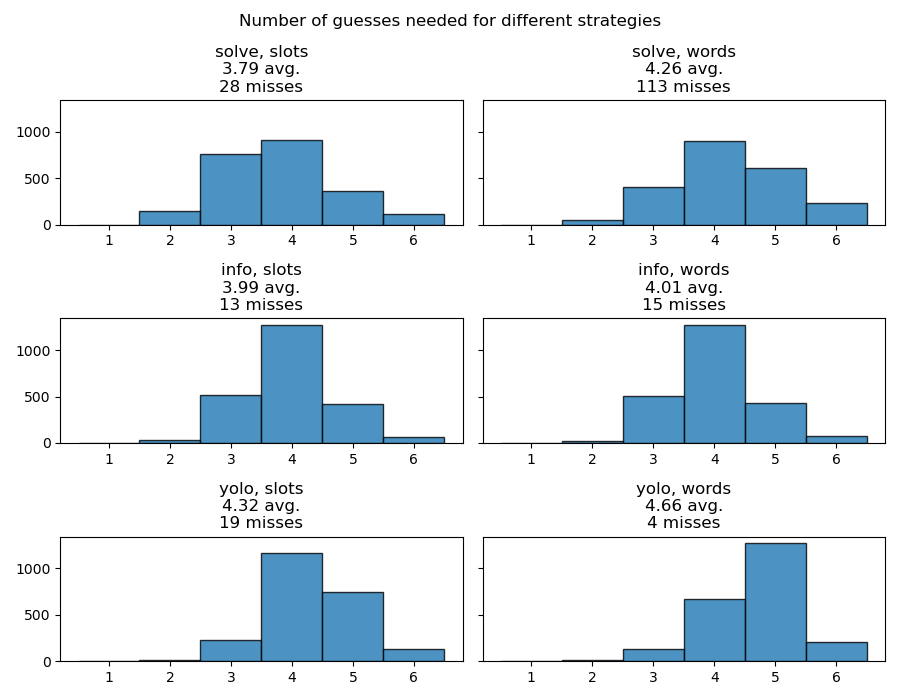 Number of guesses needed for different strategies
solve, slots
3.79 avg.
28 misses
1000
500
0
1 2 3 4 5 6
solve, words
4.26 avg.
113 misses
1 2 3 4 5 6
info, slots
3.99 avg.
13 misses
1000
500
0
1 2 3 4 5 6
info, words
4.01 avg.
15 misses
1 2 3 4 5 6
yolo, slots
4.32 avg.
19 misses
1000
500
0
1 2 3 4 5 6
yolo, words
4.66 avg.
4 misses
1 2 3 4 5 6